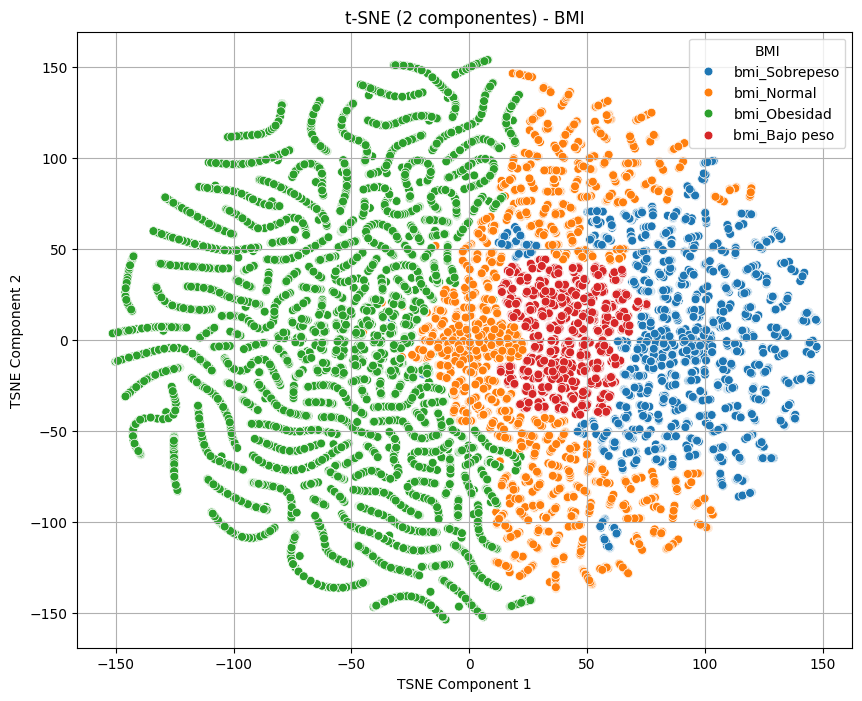 t-SNE (2 componentes) - BMI
BMI
bmi_Sobrepeso
bmi_Normal
bmi_Obesidad
bmi_Bajo peso
TSNE Component 2
150
100
50
0
−50
−100
−150
−150 −100 −50 0 50 100 150
TSNE Component 1